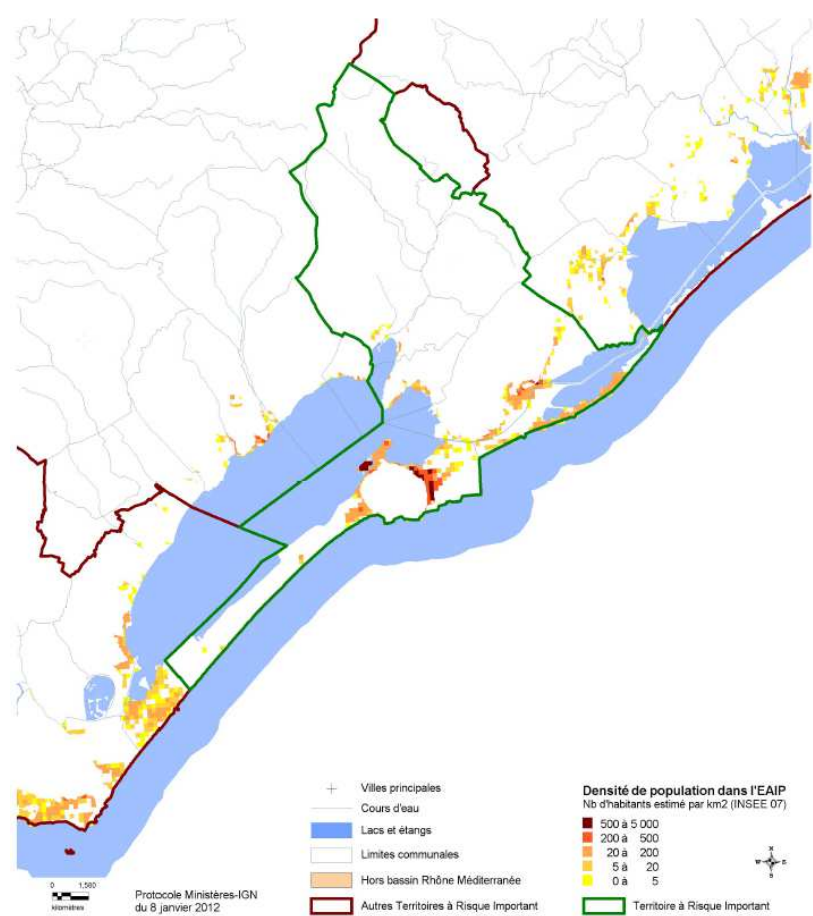 Villes principales
Cours d'eau
Lacs et étangs
Limites communales
Hors bassin Rhône Méditerranée
Autres Territoires à Risque Important
Densité de population dans l'EAIP
Nb d'habitants estimé par km2 (INSEE 07)
500 à 5 000
200 à 500
20 à 200
5 à 20
0 à 5
Territoire à Risque Important
0 1,500
kilomètres
Protocole Ministères-IGN
du 8 janvier 2012
N
W
S